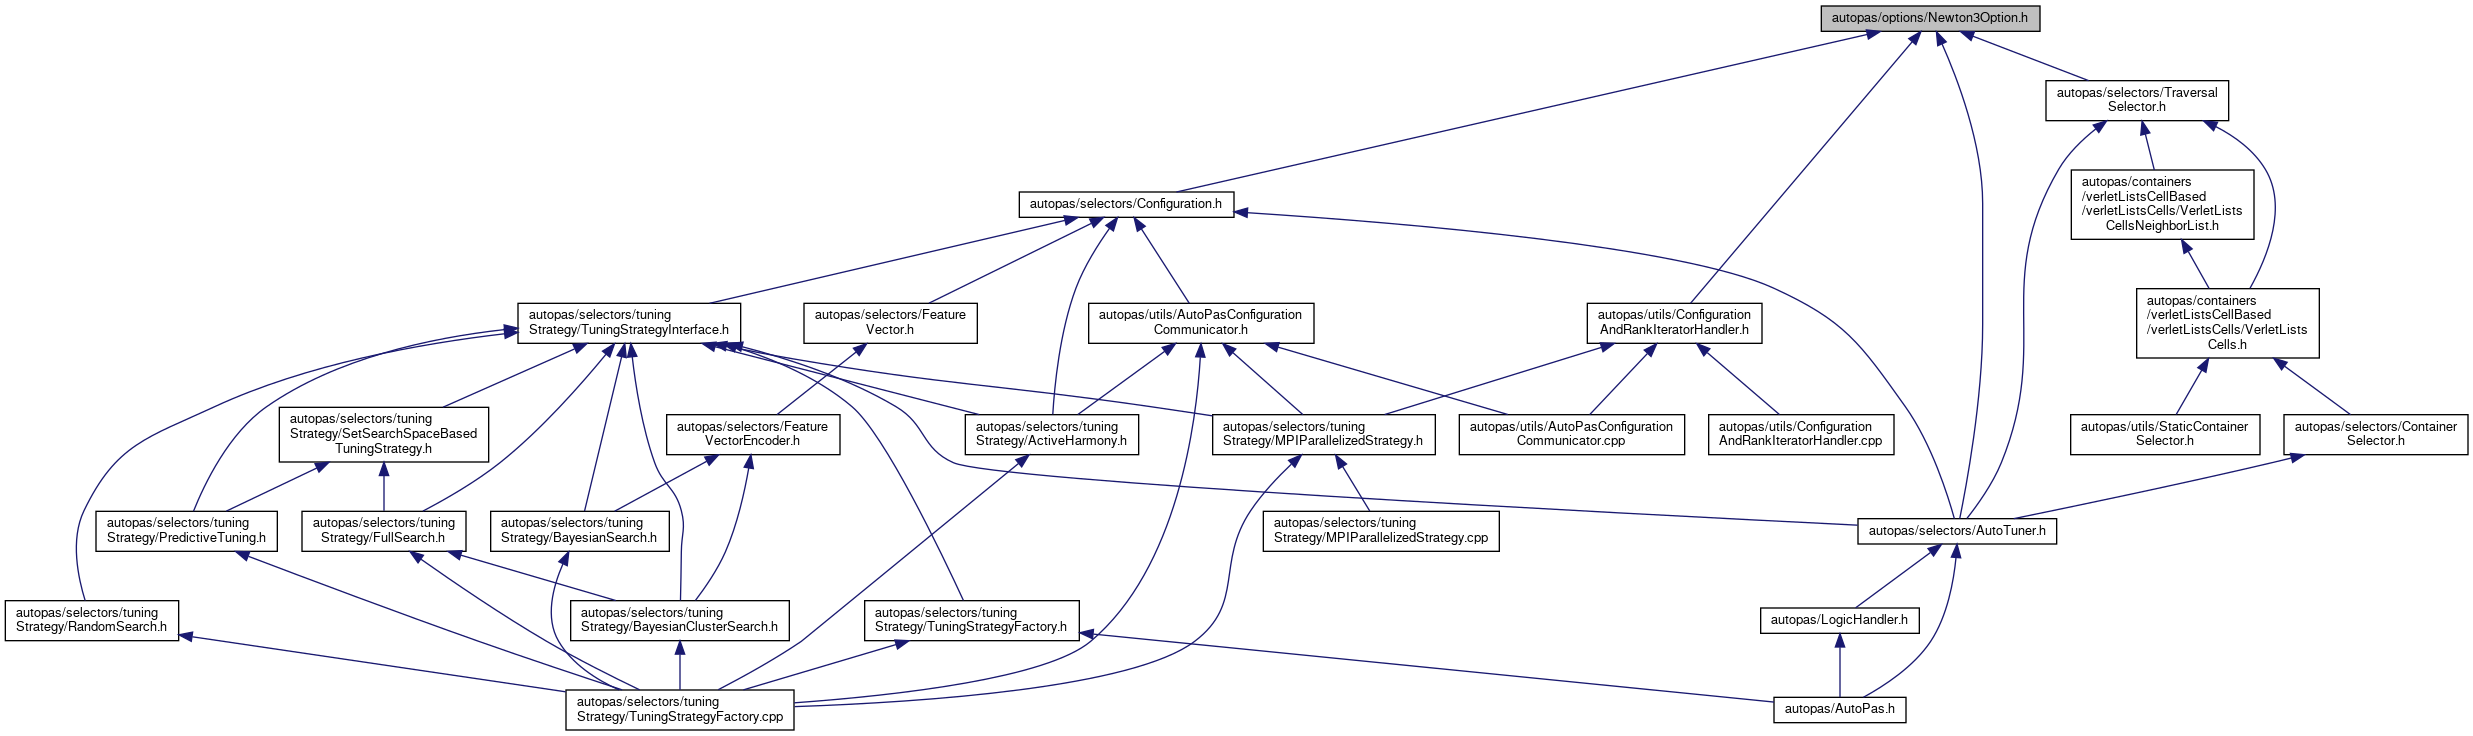 autopas/options/Newton3Option.h
autopas/selectors/Traversal
Selector.h
autopas/containers
/verletListsCellBased
/verletListsCells/VerletLists
CellsNeighborList.h
autopas/selectors/Configuration.h
autopas/selectors/tuning
Strategy/TuningStrategyInterface.h
autopas/selectors/Feature
Vector.h
autopas/utils/AutoPasConfiguration
Communicator.h
autopas/utils/Configuration
AndRankIteratorHandler.h
autopas/containers
/verletListsCellBased
/verletListsCells/VerletLists
Cells.h
autopas/selectors/tuning
Strategy/SetSearchSpaceBased
TuningStrategy.h
autopas/selectors/Feature
VectorEncoder.h
autopas/selectors/tuning
Strategy/ActiveHarmony.h
autopas/selectors/tuning
Strategy/MPIParallelizedStrategy.h
autopas/utils/AutoPasConfiguration
Communicator.cpp
autopas/utils/Configuration
AndRankIteratorHandler.cpp
autopas/utils/StaticContainer
Selector.h
autopas/selectors/Container
Selector.h
autopas/selectors/tuning
Strategy/PredictiveTuning.h
autopas/selectors/tuning
Strategy/FullSearch.h
autopas/selectors/tuning
Strategy/BayesianSearch.h
autopas/selectors/tuning
Strategy/MPIParallelizedStrategy.cpp
autopas/selectors/AutoTuner.h
autopas/selectors/tuning
Strategy/RandomSearch.h
autopas/selectors/tuning
Strategy/BayesianClusterSearch.h
autopas/selectors/tuning
Strategy/TuningStrategyFactory.h
autopas/LogicHandler.h
autopas/selectors/tuning
Strategy/TuningStrategyFactory.cpp
autopas/AutoPas.h